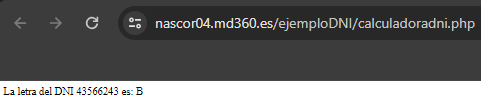 nascor04.md360.es/ejemploDNI/calculadoradni.php
La letra del DNI 43566243 es: B